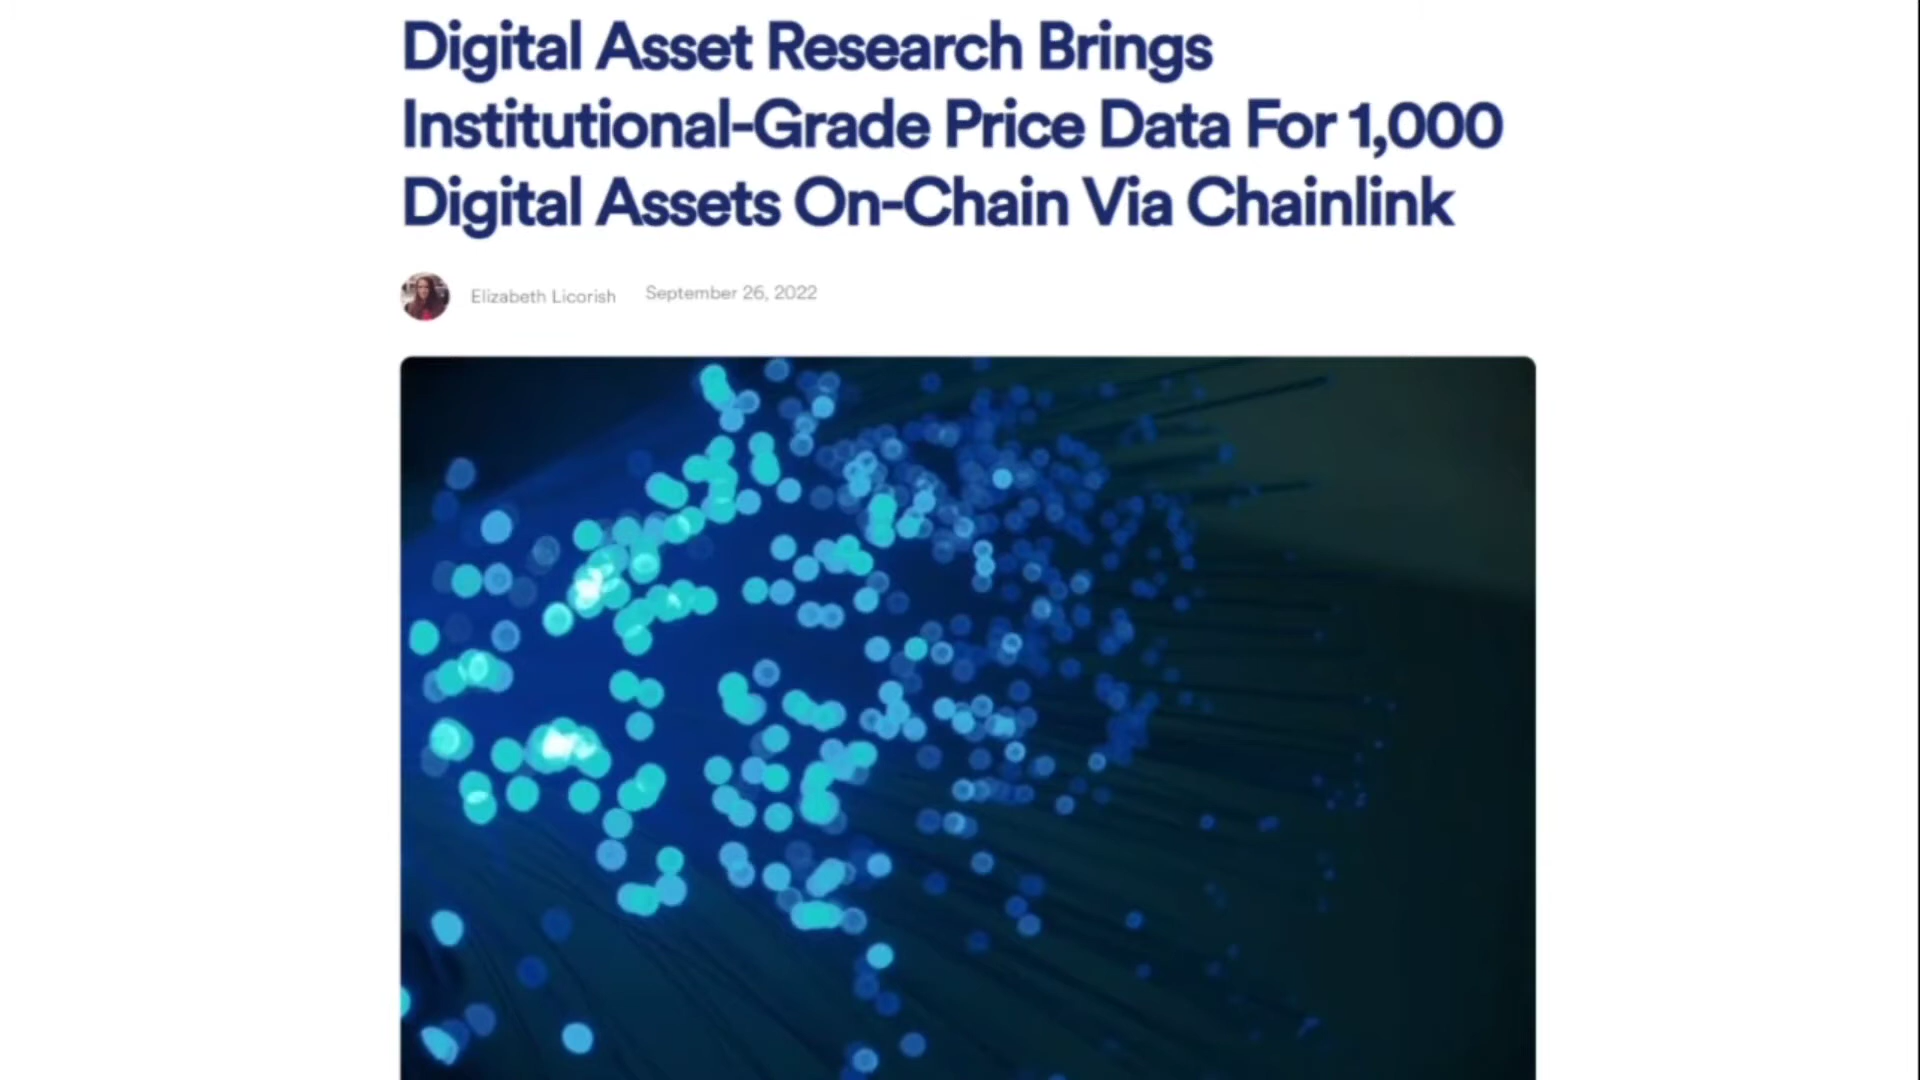 Digital Asset Research Brings
Institutional-Grade Price Data For 1,000
Digital Assets On-Chain Via Chainlink
Elizabeth Licorish September 26, 2022